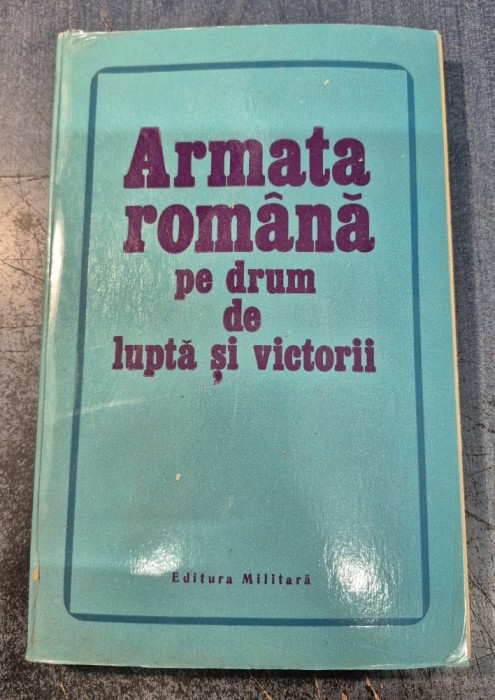 Armata
română
pe drum
de
luptă și victorii
Editura Militară